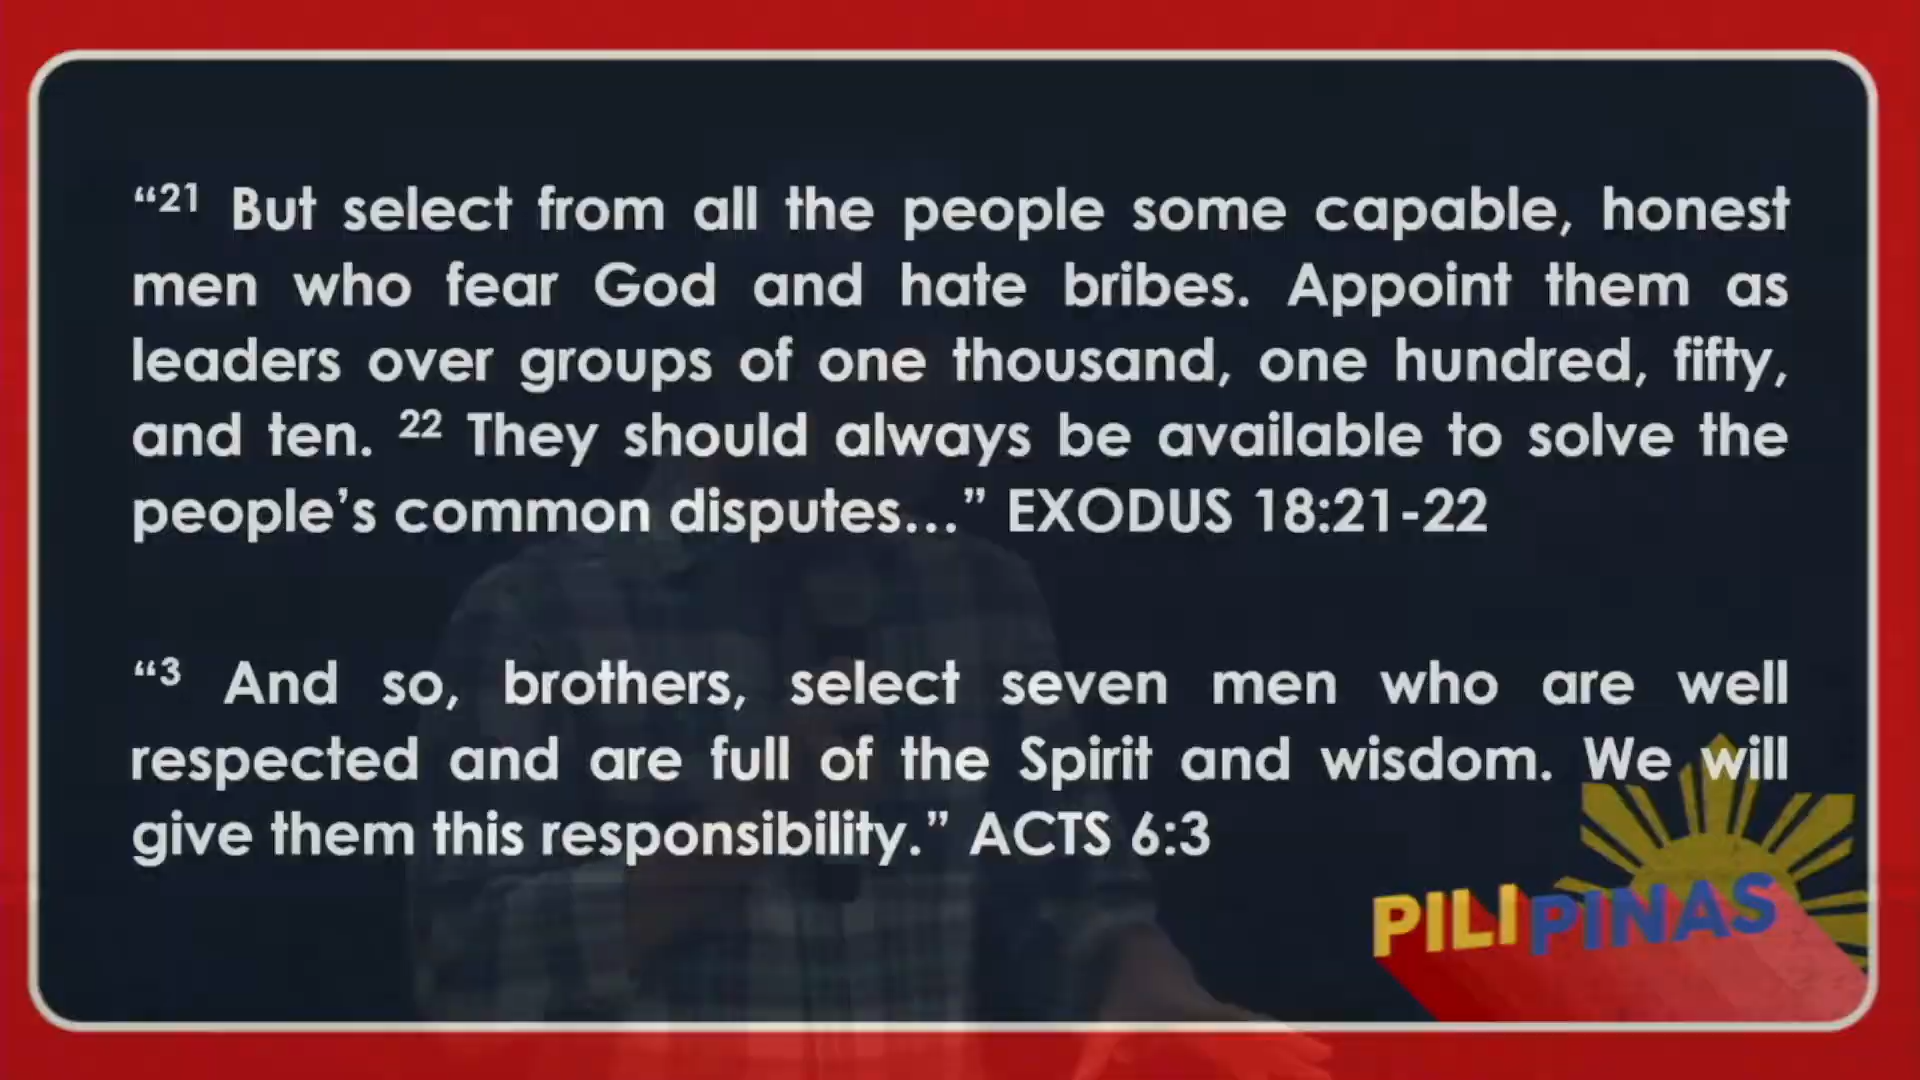 “21 But select from all the people some capable, honest
men who fear God and hate bribes. Appoint them as
leaders over groups of one thousand, one hundred, fifty,
and ten. 22 They should always be available to solve the
people’s common disputes...” EXODUS 18:21-22
“3 And so, brothers, select seven men who are well
respected and are full of the Spirit and wisdom. We will
give them this responsibility.” ACTS 6:3
PILIPINAS